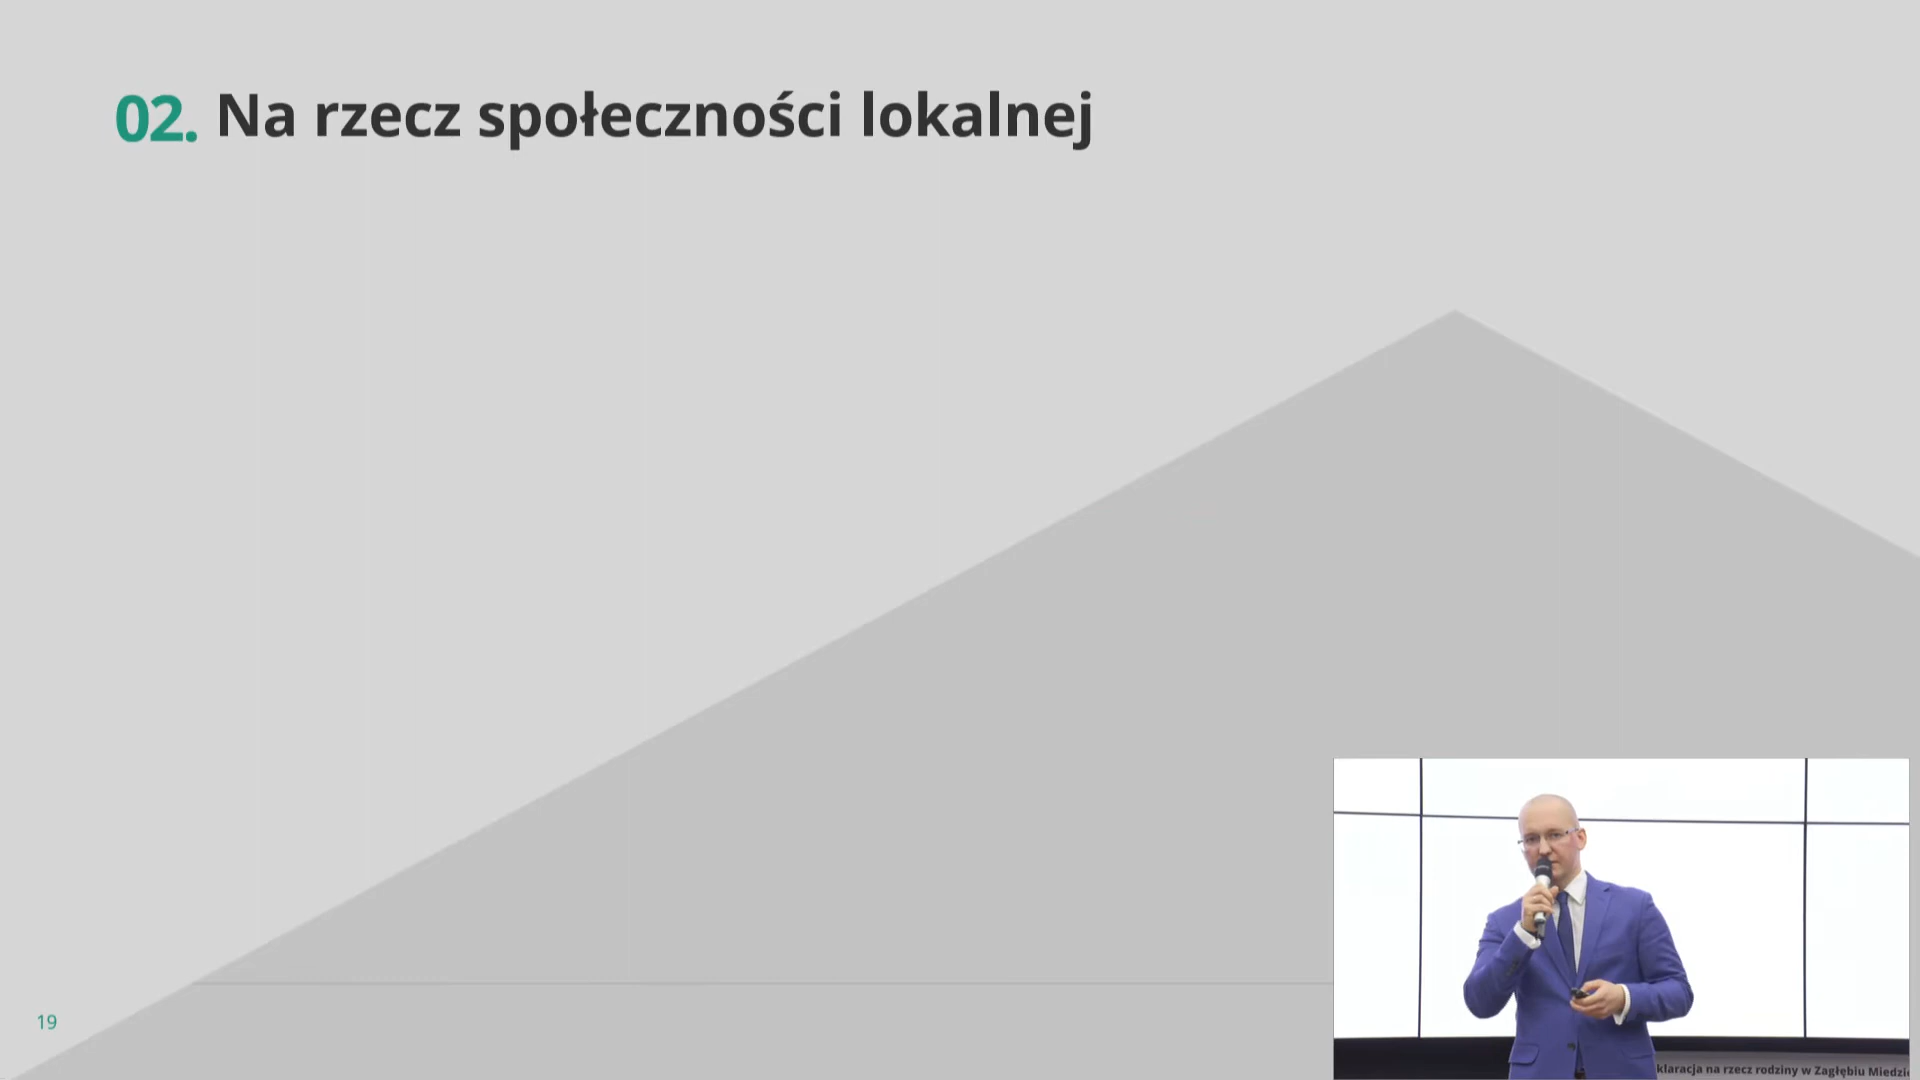 02. Na rzecz społeczności lokalnej
19
klaracja na rzecz rodziny w Zagłębiu Miedzi